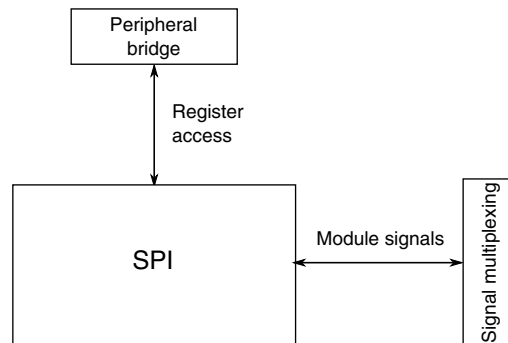 Peripheral
bridge
Register
access
SPI
Module signals
Signal multiplexing